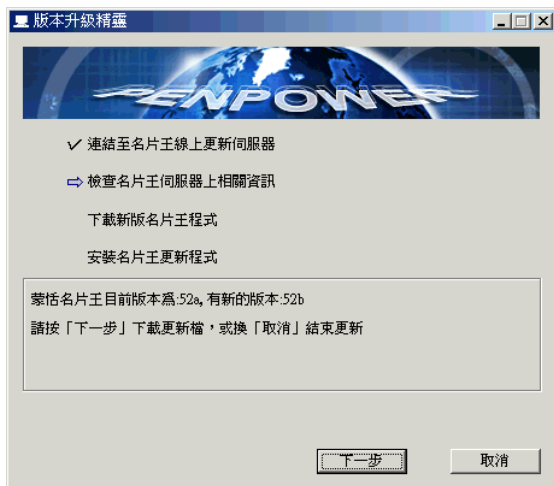 版本升級精靈
PENPOWER
連結至名片王線上更新伺服器
檢查名片王伺服器上相關資訊
下載新版名片王程式
安裝名片王更新程式
蒙恬名片王目前版本為:52a, 有新的版本:52b
請按「下一步」下載更新檔，或換「取消」結束更新
下一步
取消